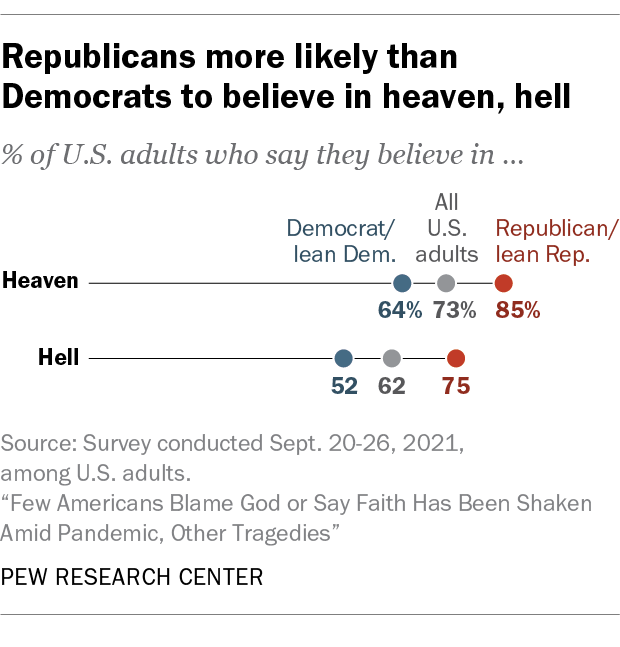 Republicans more likely than
Democrats to believe in heaven, hell
% of U.S. adults who say they believe in ...
Democrat/
lean Dem.
All
U.S.
adults
Republican/
lean Rep.
Heaven
64% 73% 85%
Hell
52 62 75
Source: Survey conducted Sept. 20-26, 2021,
among U.S. adults.
“Few Americans Blame God or Say Faith Has Been Shaken
Amid Pandemic, Other Tragedies”
PEW RESEARCH CENTER